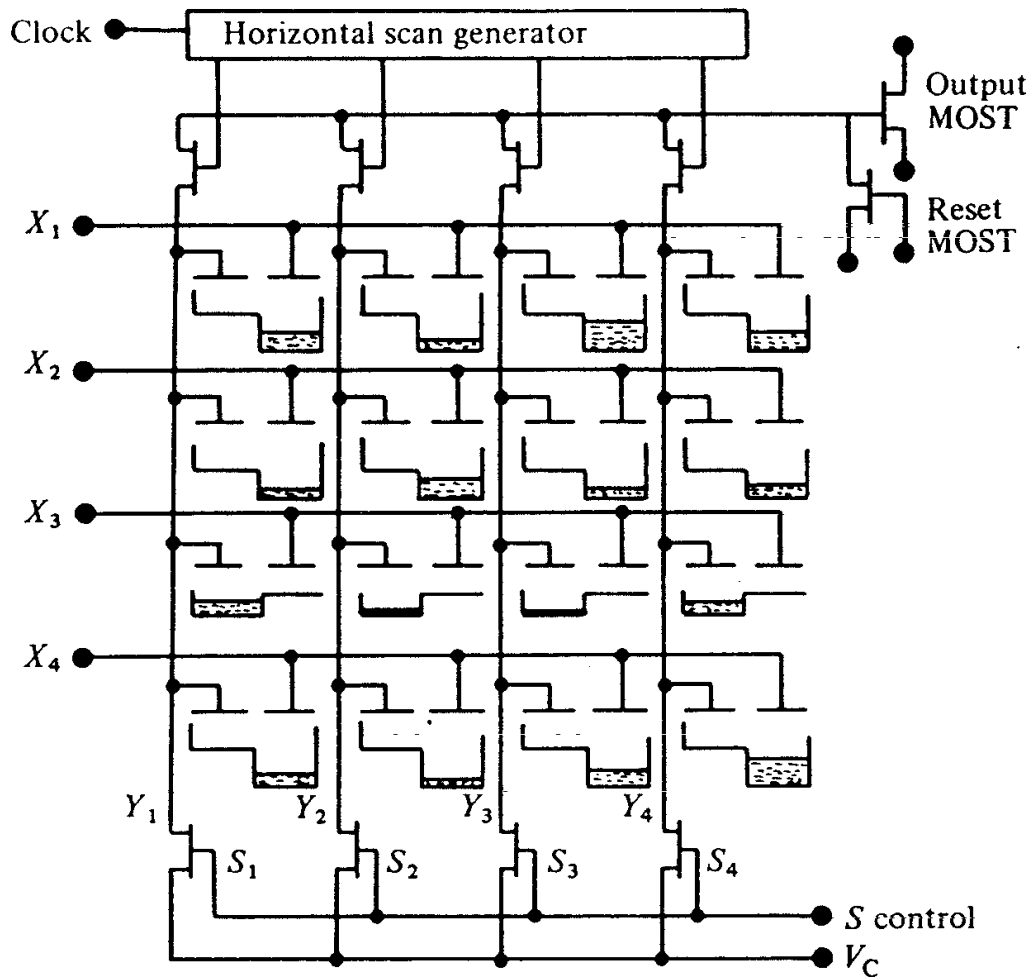 Clock
Horizontal scan generator
Output
MOST
X₁
Reset
MOST
X₂
X₃
X₄
Y₁
Y₂
Y₃
Y₄
S₁
S₂
S₃
S₄
S control
V_C